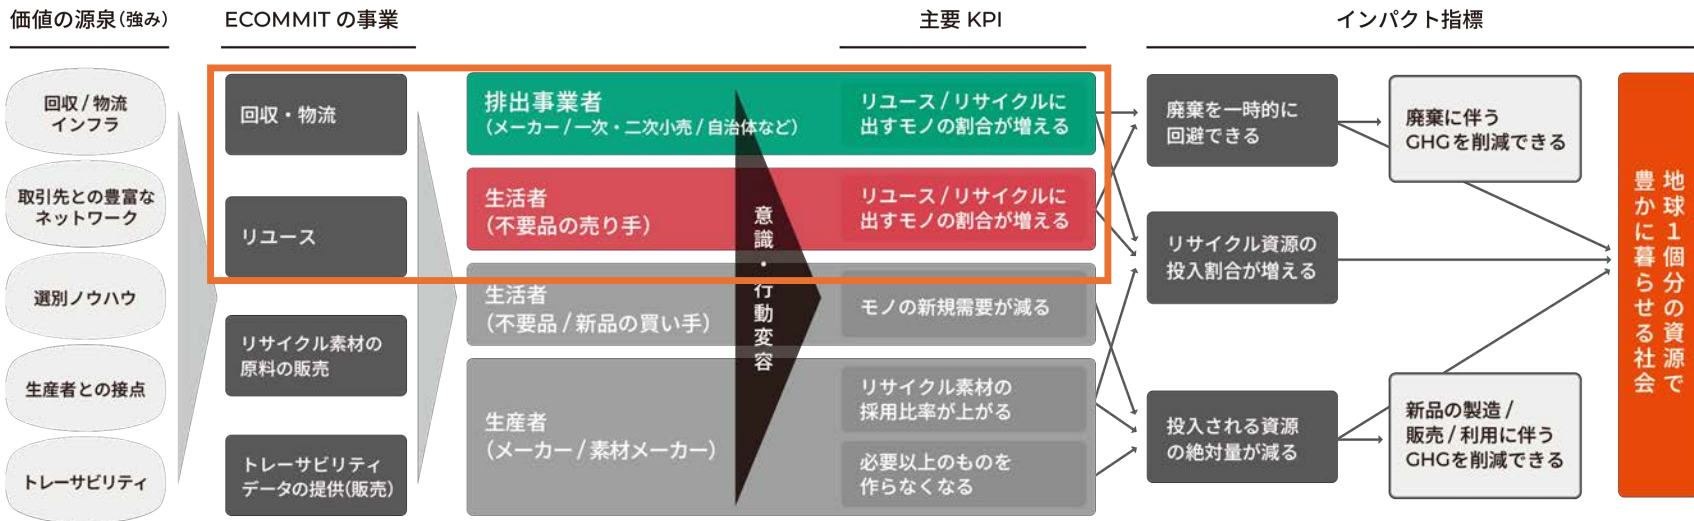 価値の源泉(強み)
ECOMMIT の事業
主要 KPI
インパクト指標
回収 / 物流
インフラ
取引先との豊富な
ネットワーク
選別ノウハウ
生産者との接点
トレーサビリティ
回収・物流
リユース
リサイクル素材の
原料の販売
トレーサビリティ
データの提供(販売)
排出事業者
(メーカー / 一次・二次小売 / 自治体など)
生活者
(不要品の売り手)
生活者
(不要品 / 新品の買い手)
生産者
(メーカー / 素材メーカー)
意識・行動変容
リユース / リサイクルに
出すモノの割合が増える
リユース / リサイクルに
出すモノの割合が増える
モノの新規需要が減る
リサイクル素材の
採用比率が上がる
必要以上のものを
作らなくなる
廃棄を一時的に
回避できる
リサイクル資源の
投入割合が増える
投入される資源
の絶対量が減る
廃棄に伴う
GHGを削減できる
新品の製造 /
販売 / 利用に伴う
GHGを削減できる
地球1個分の資源で
豊かに暮らせる社会